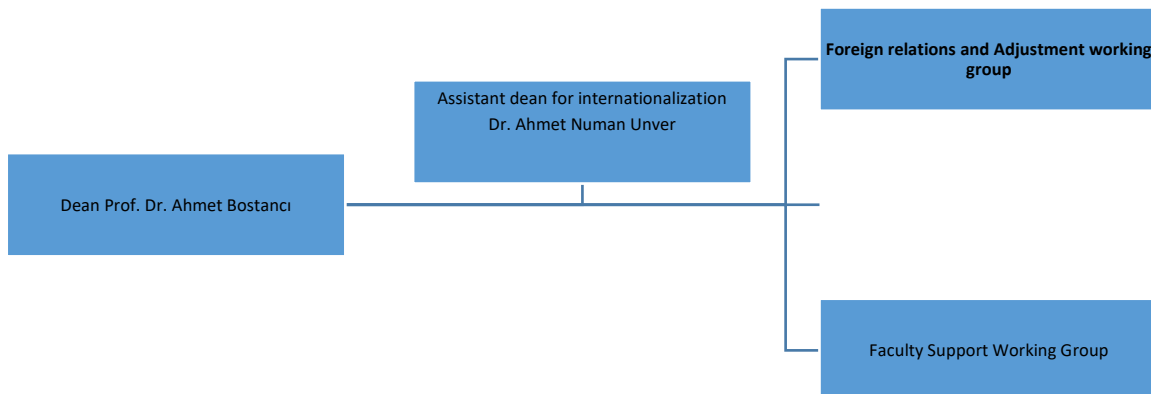 Foreign relations and Adjustment working
group
Assistant dean for internationalization
Dr. Ahmet Numan Unver
Dean Prof. Dr. Ahmet Bostancı
Faculty Support Working Group